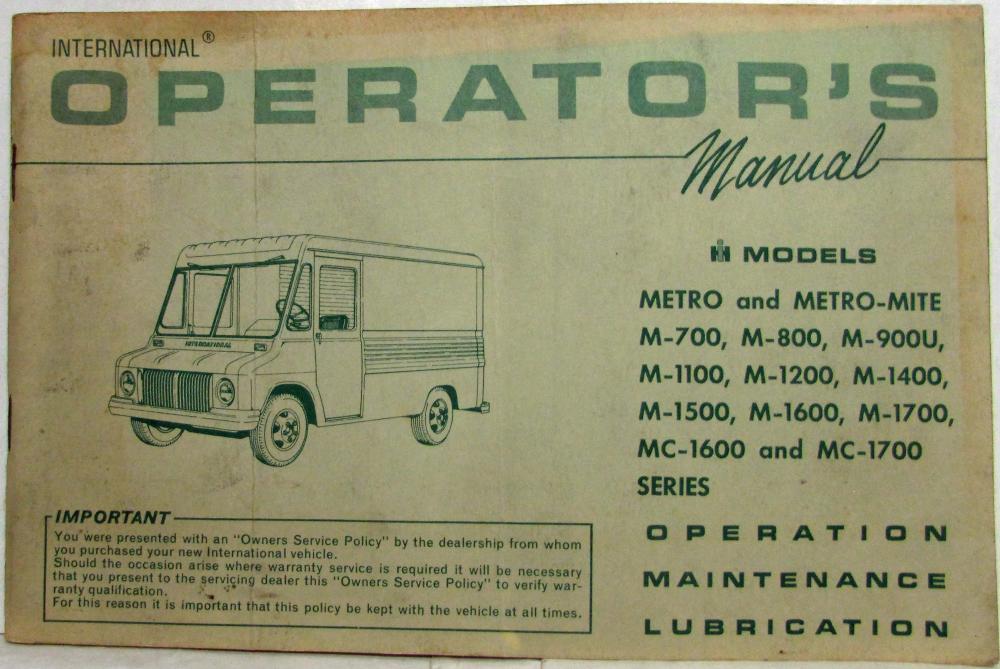 INTERNATIONAL®
OPERATOR'S
Manual
IH MODELS
METRO and METRO-MITE
M-700, M-800, M-900U,
M-1100, M-1200, M-1400,
M-1500, M-1600, M-1700,
MC-1600 and MC-1700
SERIES
INTERNATIONAL
OPERATION
MAINTENANCE
LUBRICATION
IMPORTANT
You were presented with an "Owners Service Policy" by the dealership from whom
you purchased your new International vehicle.
Should the occasion arise where warranty service is required it will be necessary
that you present to the servicing dealer this "Owners Service Policy" to verify war-
ranty qualification.
For this reason it is important that this policy be kept with the vehicle at all times.